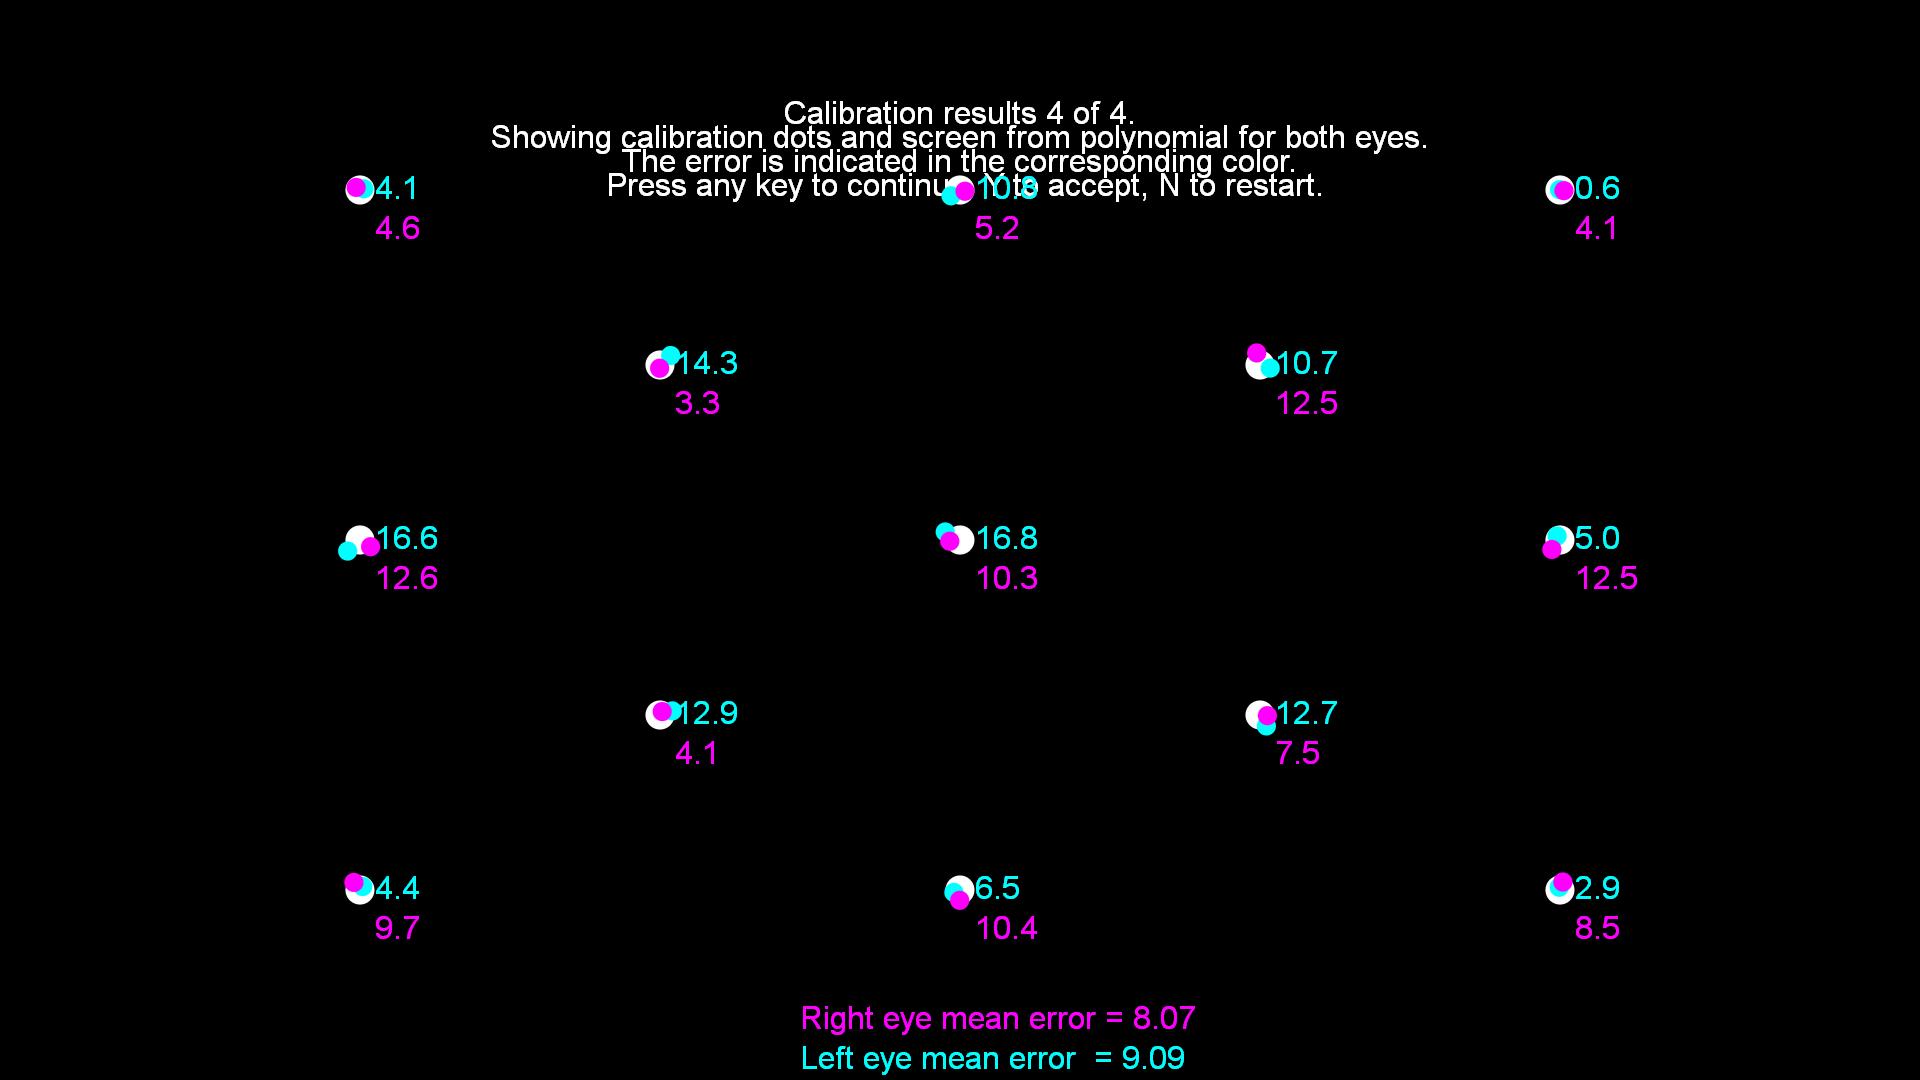 Calibration results 4 of 4.
Showing calibration dots and screen from polynomial for both eyes.
The error is indicated in the corresponding color.
Press any key to continue, Y to accept, N to restart.
4.1 10.8 0.6
4.6 5.2 4.1
14.3 10.7
3.3 12.5
16.6 16.8 5.0
12.6 10.3 12.5
12.9 12.7
4.1 7.5
4.4 6.5 2.9
9.7 10.4 8.5
Right eye mean error = 8.07
Left eye mean error = 9.09